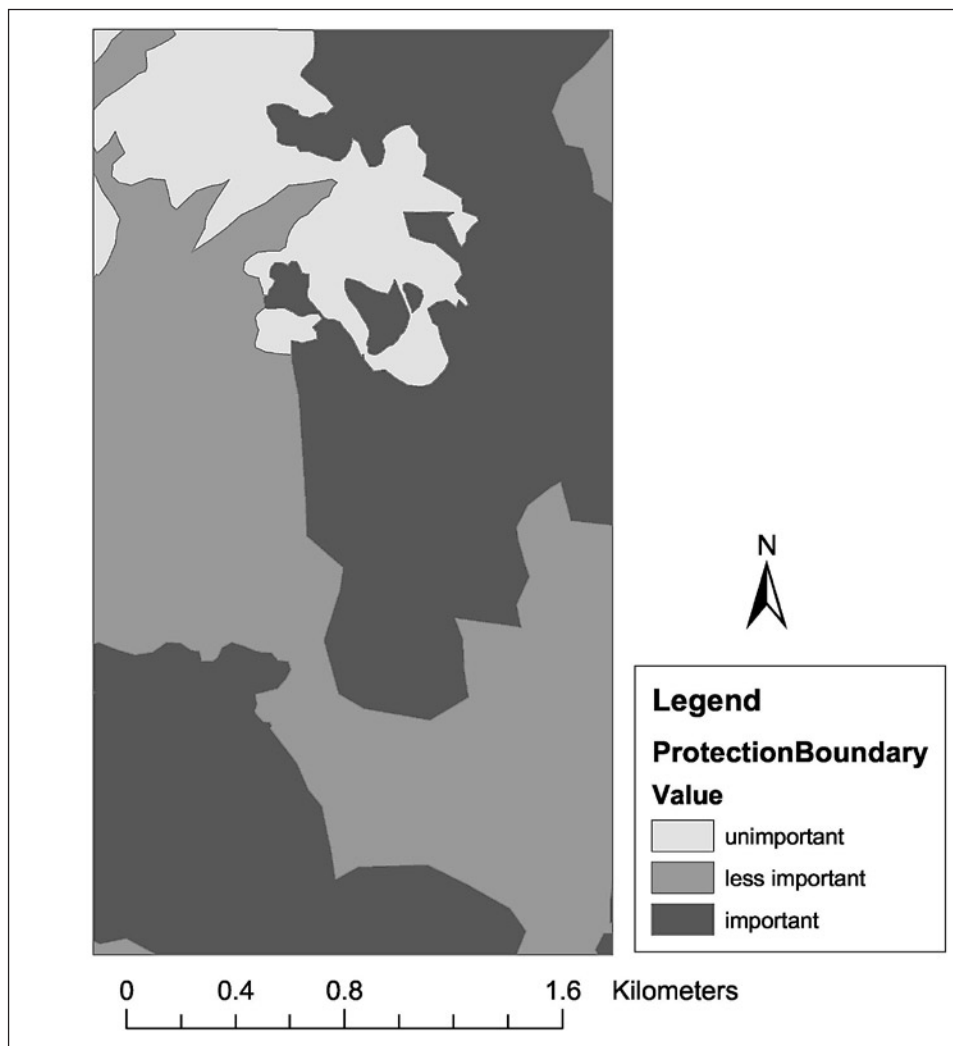 N
Legend
ProtectionBoundary
Value
unimportant
less important
important
0 0.4 0.8 1.6 Kilometers